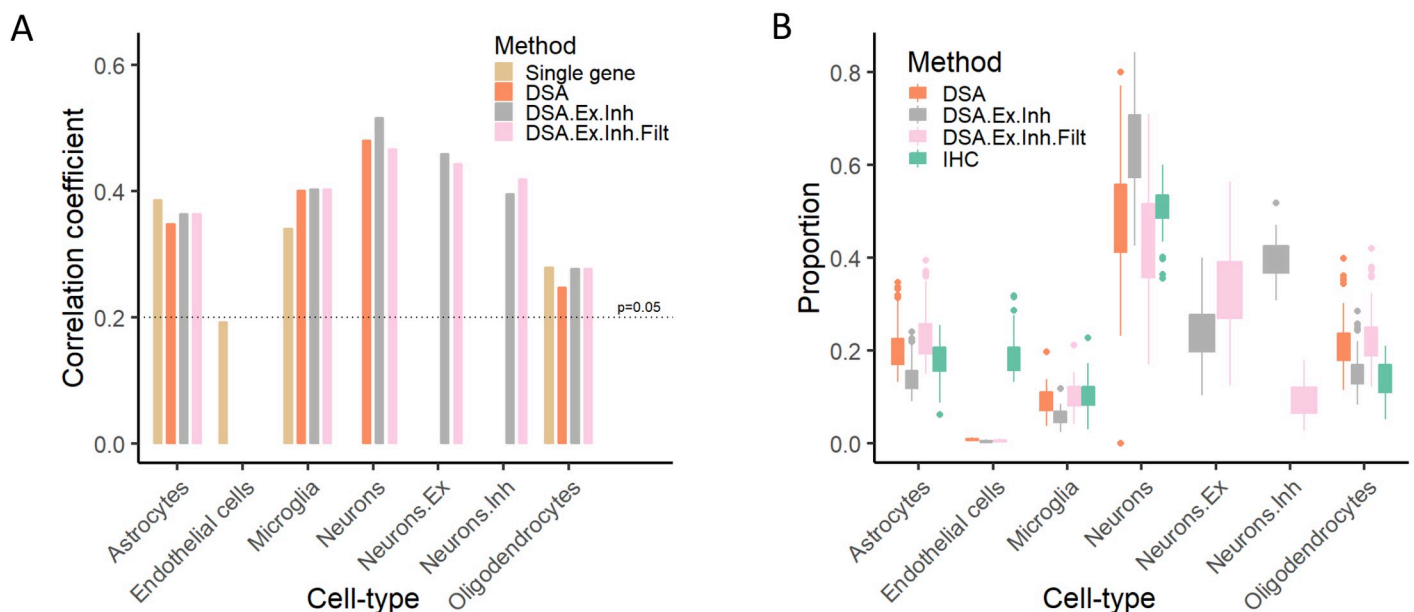 A
Correlation coefficient
0.6
0.4
0.2
0.0
Method
Single gene
DSA
DSA.Ex.Inh
DSA.Ex.Inh.Filt
p=0.05
Astrocytes
Endothelial cells
Microglia
Neurons
Neurons.Ex
Neurons.Inh
Oligodendrocytes
Cell-type
B
Proportion
0.8
0.6
0.4
0.2
0.0
Method
DSA
DSA.Ex.Inh
DSA.Ex.Inh.Filt
IHC
Astrocytes
Endothelial cells
Microglia
Neurons
Neurons.Ex
Neurons.Inh
Oligodendrocytes
Cell-type